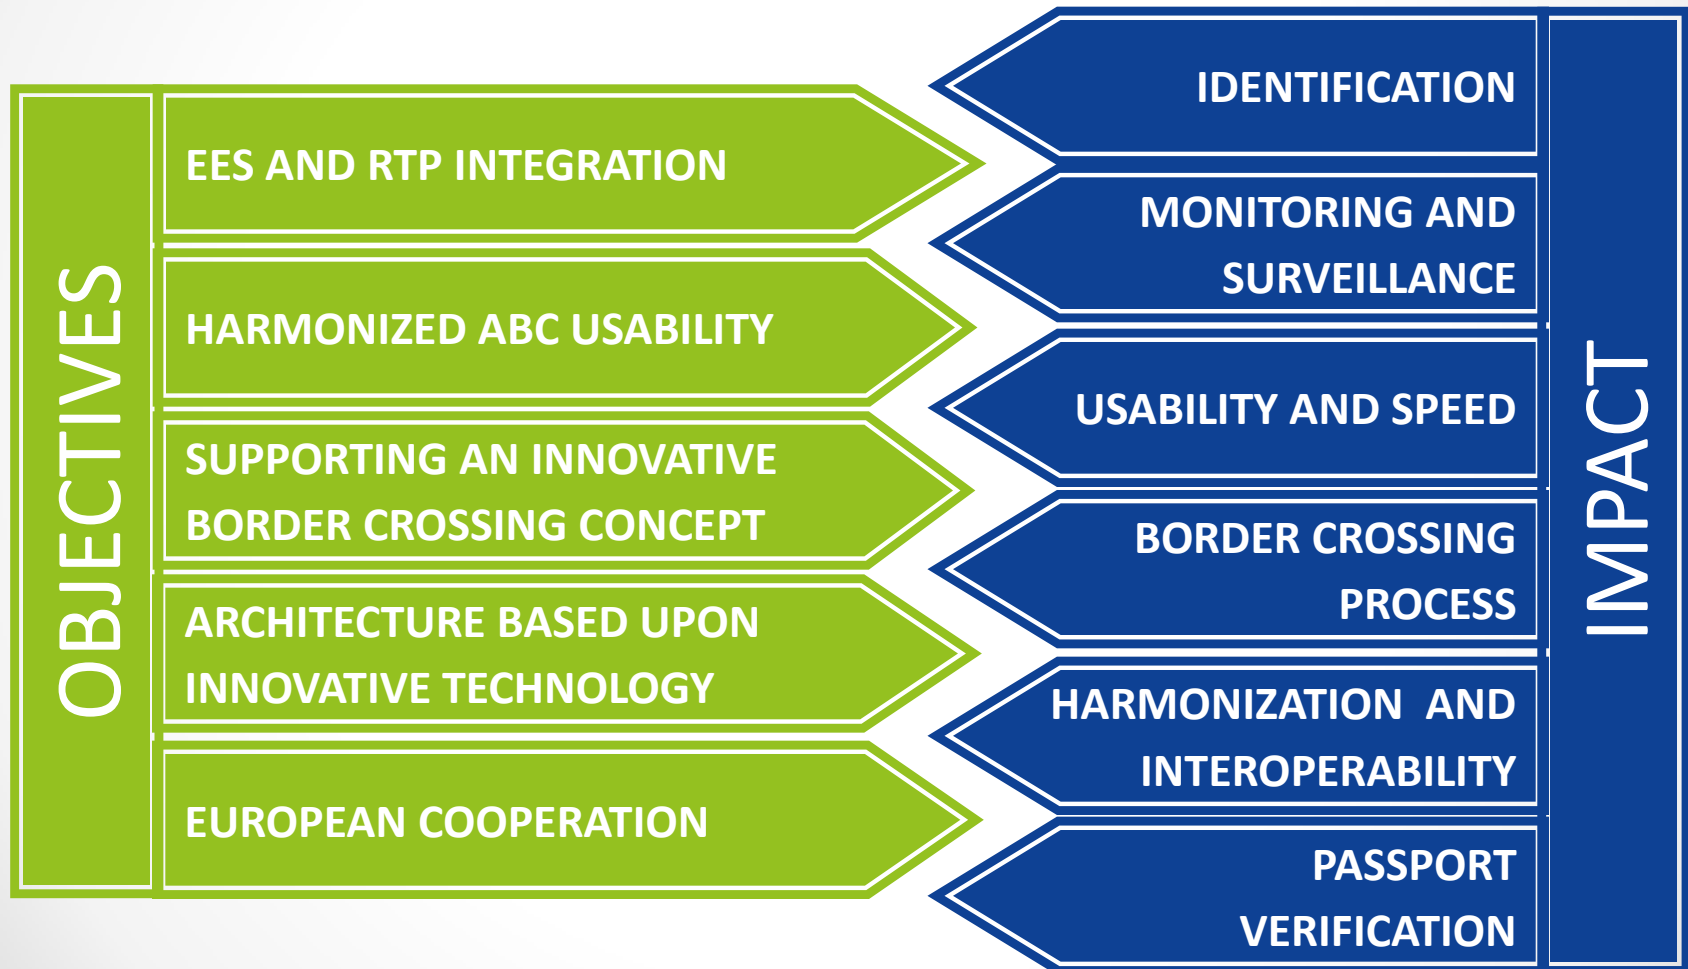 OBJECTIVES
EES AND RTP INTEGRATION
HARMONIZED ABC USABILITY
SUPPORTING AN INNOVATIVE
BORDER CROSSING CONCEPT
ARCHITECTURE BASED UPON
INNOVATIVE TECHNOLOGY
EUROPEAN COOPERATION
IDENTIFICATION
MONITORING AND
SURVEILLANCE
USABILITY AND SPEED
BORDER CROSSING
PROCESS
HARMONIZATION AND
INTEROPERABILITY
PASSPORT
VERIFICATION
IMPACT